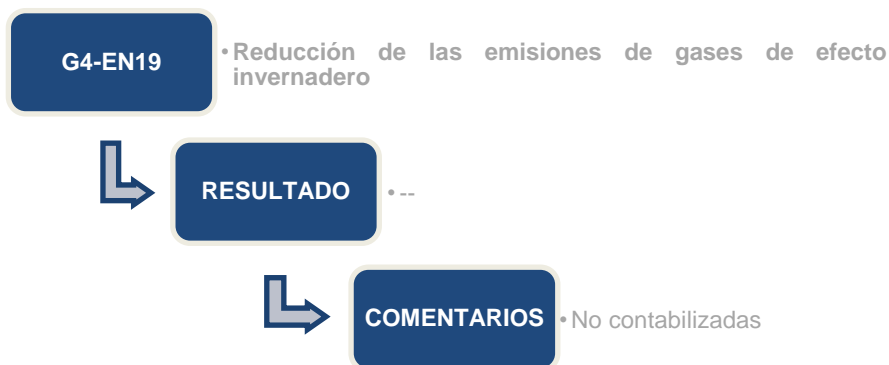 G4-EN19
• Reducción de las emisiones de gases de efecto
invernadero
RESULTADO
• --
COMENTARIOS
• No contabilizadas